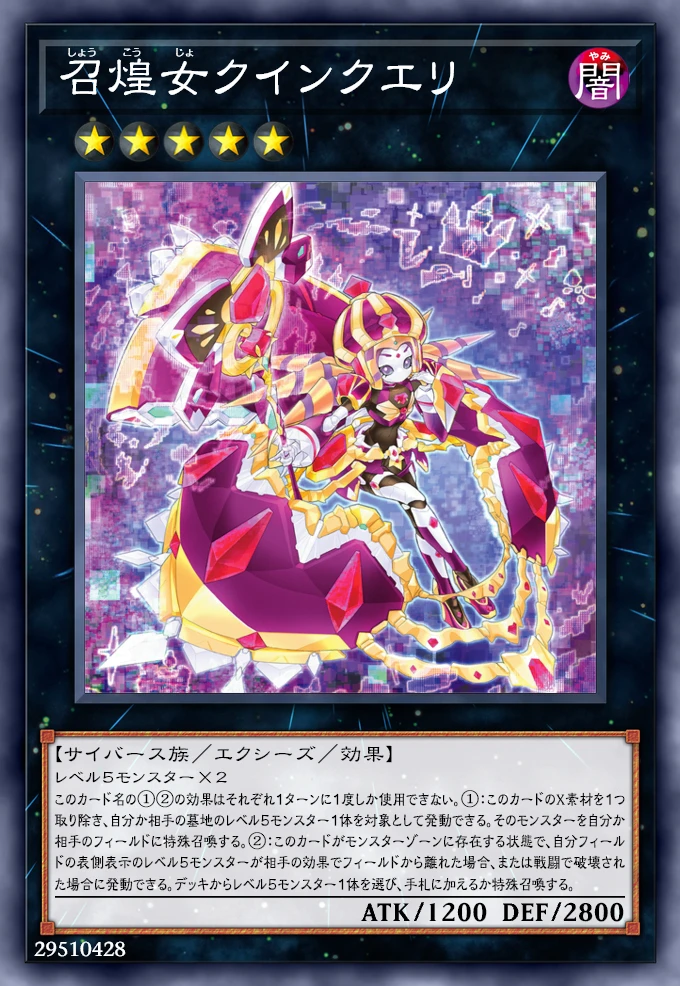 しょう こう じょ
召煌女クインクエリ
やみ
闇
【サイバース族／エクシーズ／効果】
レベル5モンスター×2
このカード名の①②の効果はそれぞれ1ターンに1度しか使用できない。①：このカードのX素材を1つ
取り除き、自分か相手の墓地のレベル5モンスター1体を対象として発動できる。そのモンスターを自分か
相手のフィールドに特殊召喚する。②：このカードがモンスターゾーンに存在する状態で、自分フィール
ドの表側表示のレベル5モンスターが相手の効果でフィールドから離れた場合、または戦闘で破壊され
た場合に発動できる。デッキからレベル5モンスター1体を選び、手札に加えるか特殊召喚する。
ATK/1200 DEF/2800
29510428